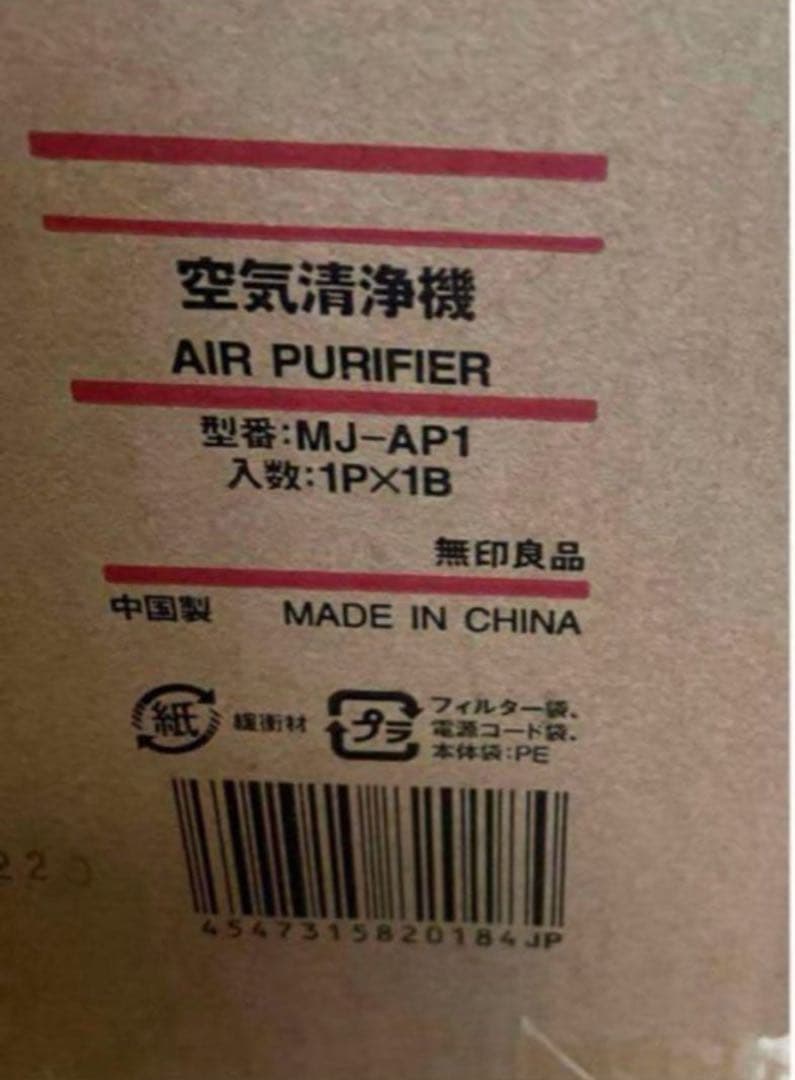 空気清浄機
AIR PURIFIER
型番:MJ-AP1
入数:1P×1B
無印良品
中国製 MADE IN CHINA
紙 緩衝材 プラ フィルター袋、
電源コード袋、
本体袋:PE
4547315820184JP